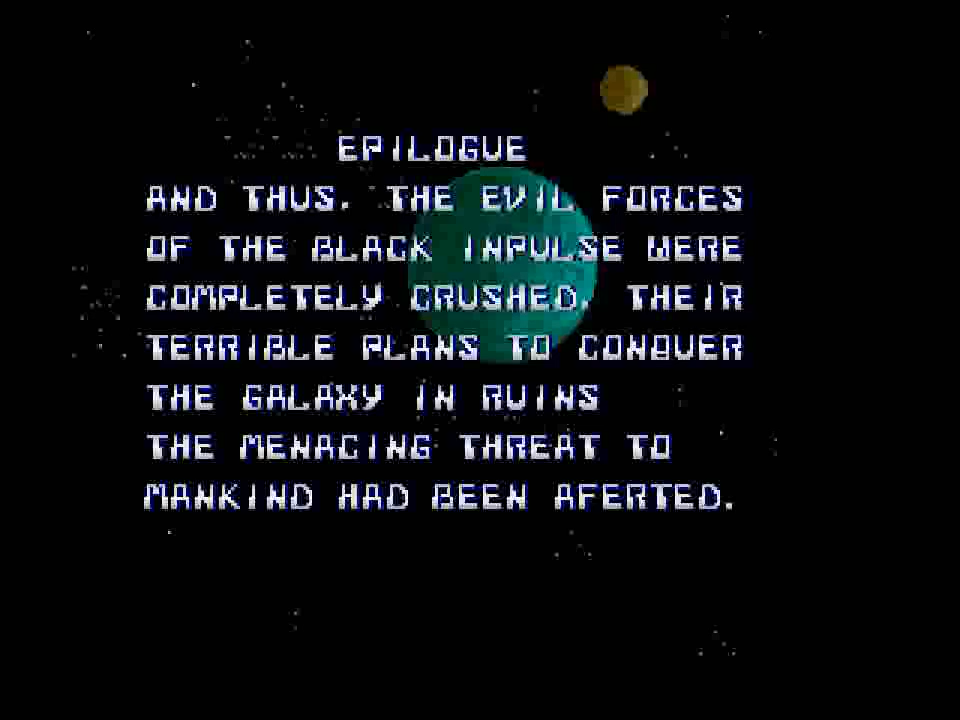 EPILOGUE
AND THUS. THE EVIL FORCES
OF THE BLACK INPULSE WERE
COMPLETELY CRUSHED. THEIR
TERRIBLE PLANS TO CONQUER
THE GALAXY IN RUINS
THE MENACING THREAT TO
MANKIND HAD BEEN AFERTED.